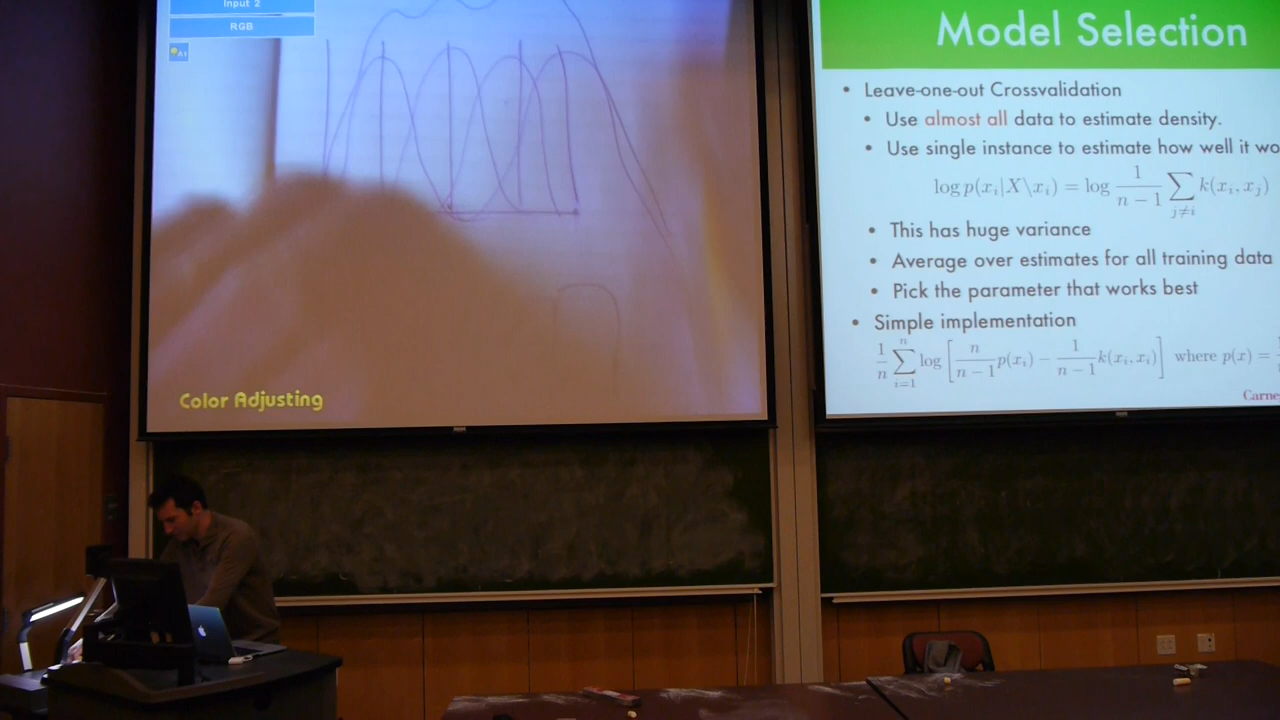 Input 2
RGB
Color Adjusting
Model Selection
• Leave-one-out Crossvalidation
• Use almost all data to estimate density.
• Use single instance to estimate how well it wo
log p(x_i|X\x_i) = log 1/(n − 1) ∑_{j≠i} k(x_i, x_j)
• This has huge variance
• Average over estimates for all training data
• Pick the parameter that works best
• Simple implementation
1/n ∑_{i=1}^{n} log [ n/(n − 1) p(x_i) − 1/(n − 1) k(x_i, x_i) ] where p(x) =
Carne